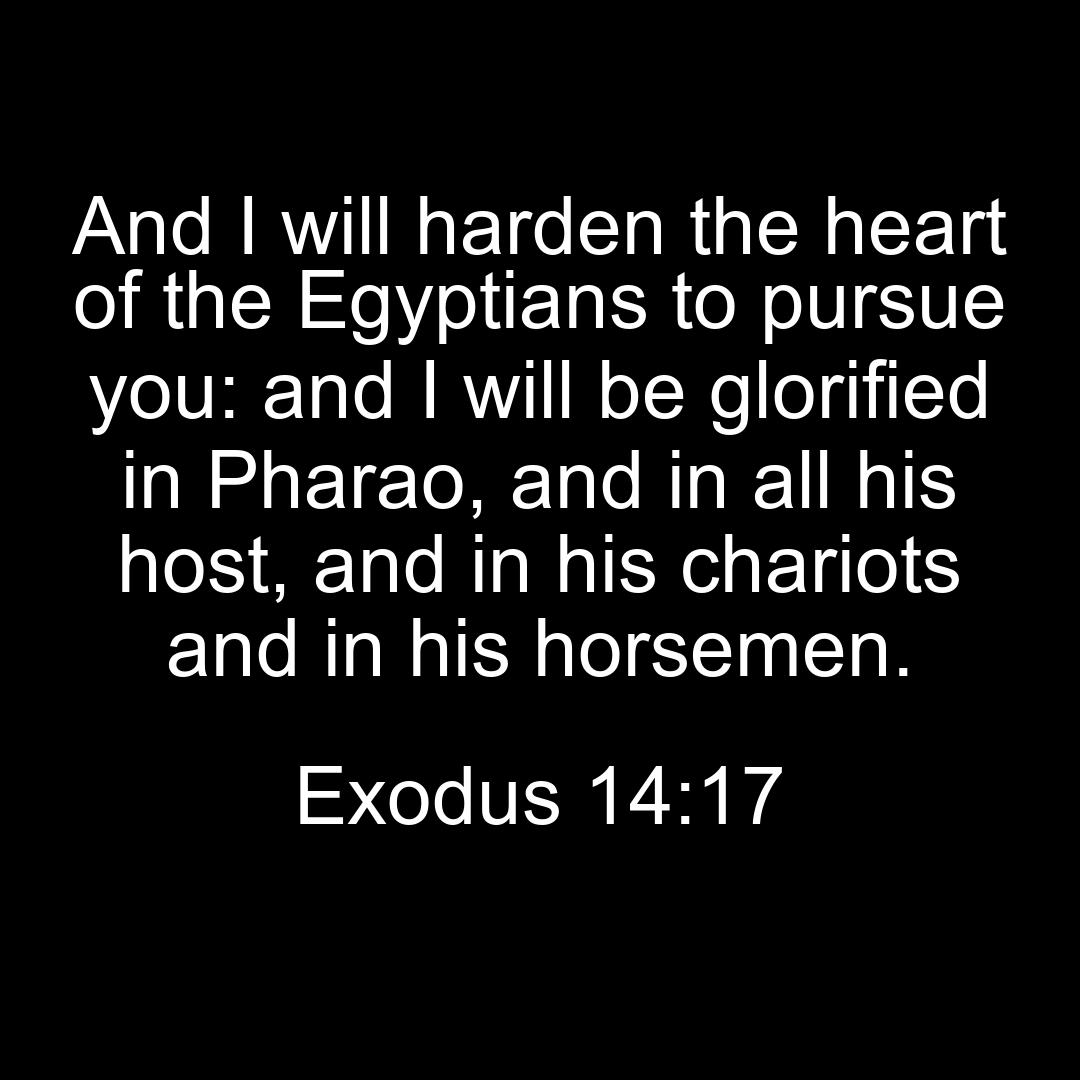 And I will harden the heart
of the Egyptians to pursue
you: and I will be glorified
in Pharao, and in all his
host, and in his chariots
and in his horsemen.
Exodus 14:17